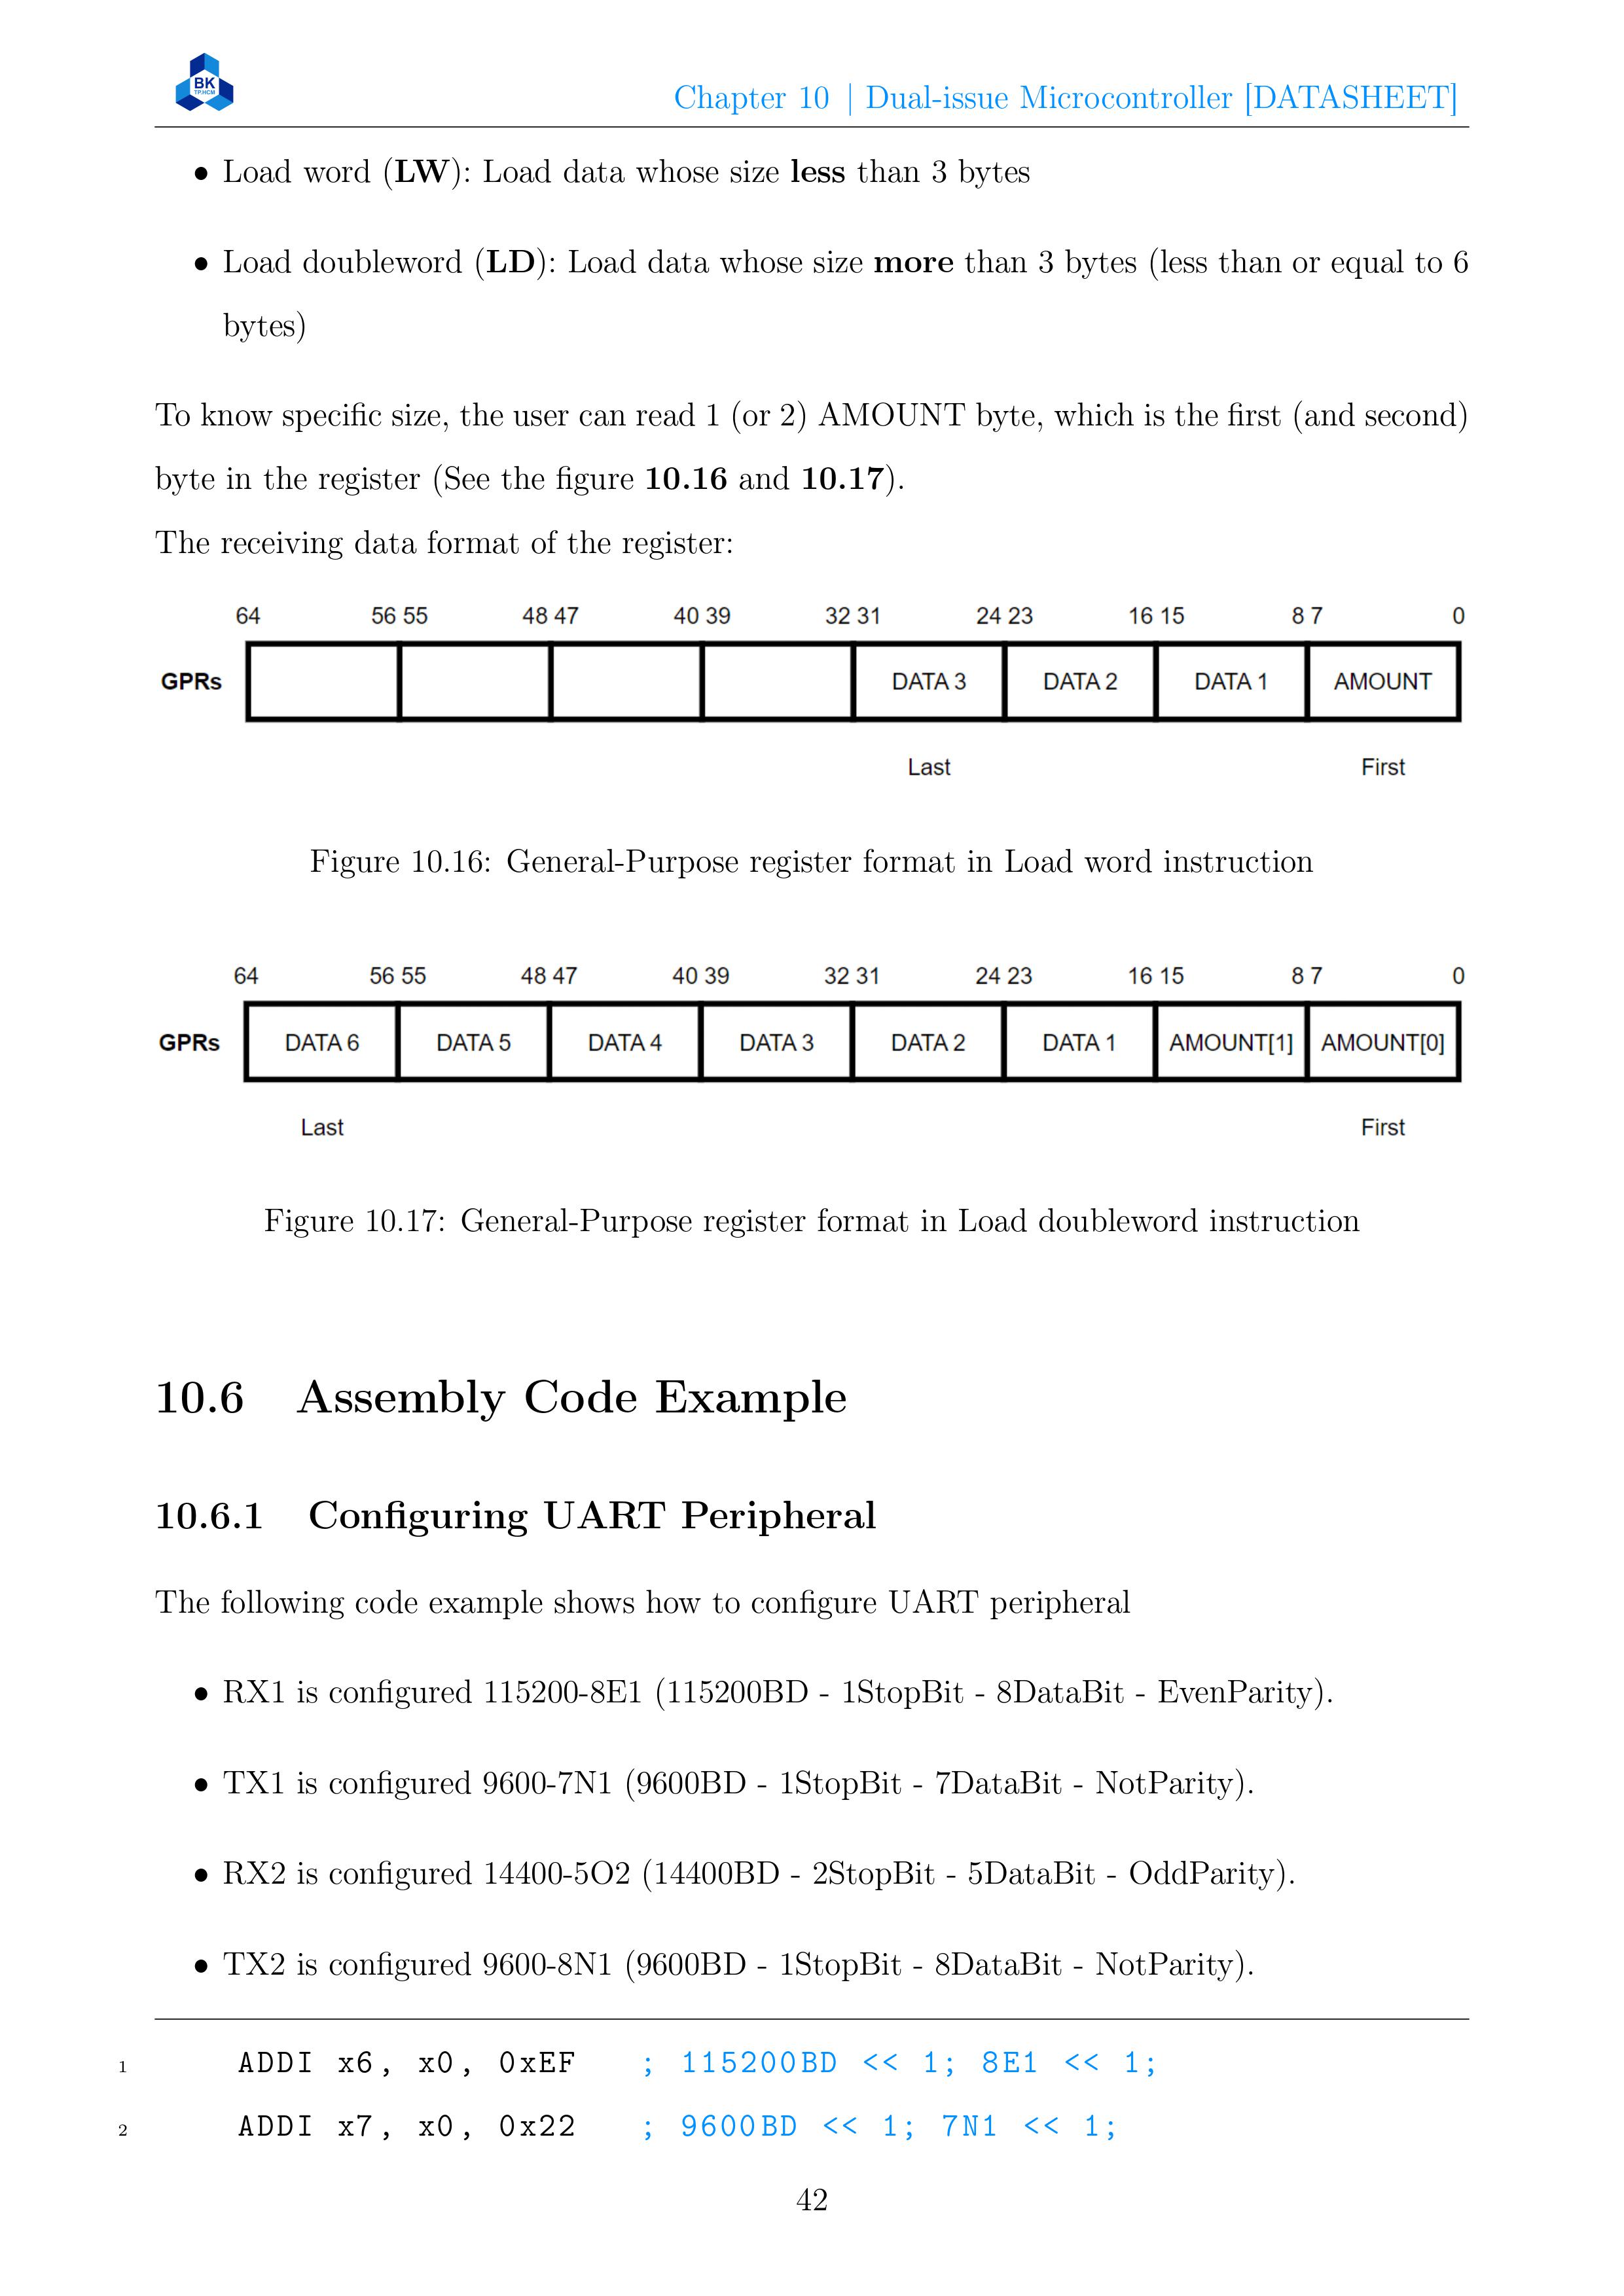 BK
TP.HCM
Chapter 10 | Dual-issue Microcontroller [DATASHEET]
• Load word (LW): Load data whose size less than 3 bytes
• Load doubleword (LD): Load data whose size more than 3 bytes (less than or equal to 6
bytes)
To know specific size, the user can read 1 (or 2) AMOUNT byte, which is the first (and second)
byte in the register (See the figure 10.16 and 10.17).
The receiving data format of the register:
64 56 55 48 47 40 39 32 31 24 23 16 15 8 7 0
GPRs DATA 3 DATA 2 DATA 1 AMOUNT
Last First
Figure 10.16: General-Purpose register format in Load word instruction
64 56 55 48 47 40 39 32 31 24 23 16 15 8 7 0
GPRs DATA 6 DATA 5 DATA 4 DATA 3 DATA 2 DATA 1 AMOUNT[1] AMOUNT[0]
Last First
Figure 10.17: General-Purpose register format in Load doubleword instruction
10.6 Assembly Code Example
10.6.1 Configuring UART Peripheral
The following code example shows how to configure UART peripheral
• RX1 is configured 115200-8E1 (115200BD - 1StopBit - 8DataBit - EvenParity).
• TX1 is configured 9600-7N1 (9600BD - 1StopBit - 7DataBit - NotParity).
• RX2 is configured 14400-5O2 (14400BD - 2StopBit - 5DataBit - OddParity).
• TX2 is configured 9600-8N1 (9600BD - 1StopBit - 8DataBit - NotParity).
1 ADDI x6, x0, 0xEF ; 115200BD << 1; 8E1 << 1;
2 ADDI x7, x0, 0x22 ; 9600BD << 1; 7N1 << 1;
42